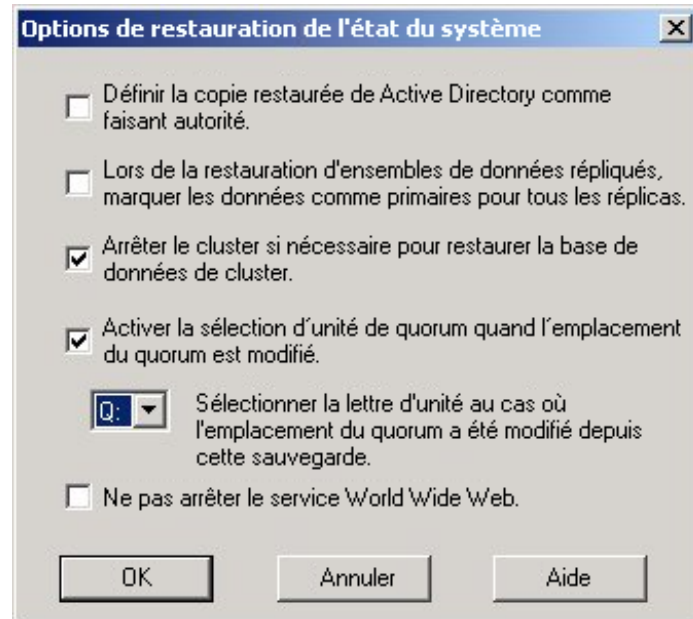 Options de restauration de l'état du système
Définir la copie restaurée de Active Directory comme
faisant autorité.
Lors de la restauration d'ensembles de données répliqués,
marquer les données comme primaires pour tous les réplicas.
Arrêter le cluster si nécessaire pour restaurer la base de
données de cluster.
Activer la sélection d´unité de quorum quand l´emplacement
du quorum est modifié.
Q:
Sélectionner la lettre d'unité au cas où
l'emplacement du quorum a été modifié depuis
cette sauvegarde.
Ne pas arrêter le service World Wide Web.
OK
Annuler
Aide